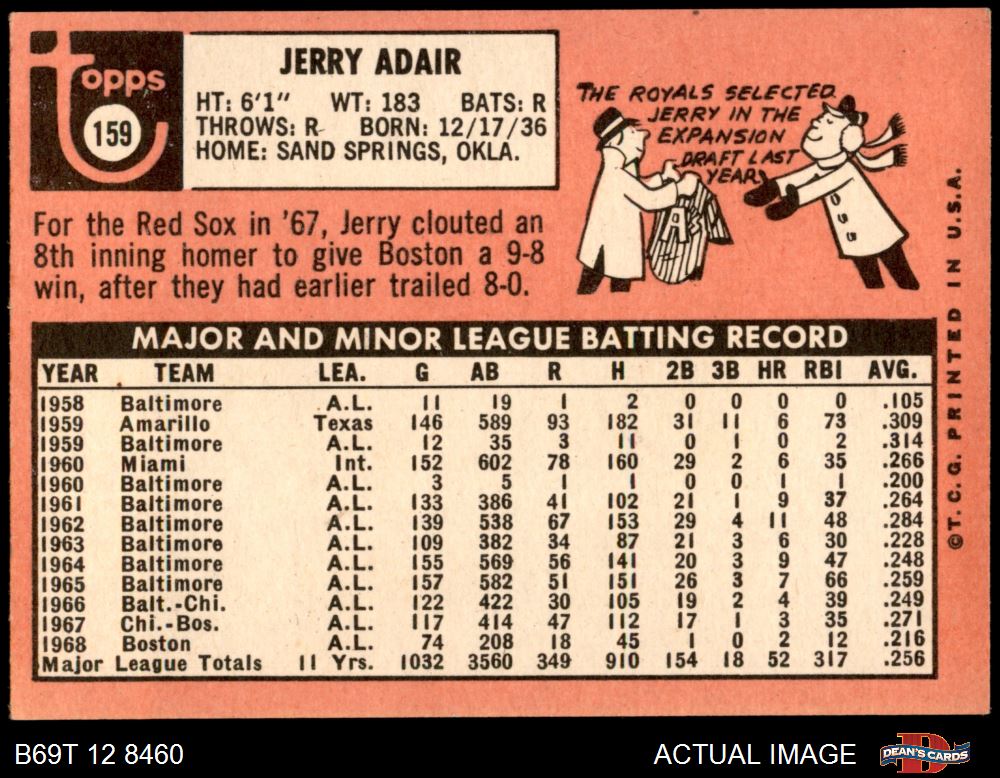 topps
159
JERRY ADAIR
HT: 6'1" WT: 183 BATS: R
THROWS: R BORN: 12/17/36
HOME: SAND SPRINGS, OKLA.
THE ROYALS SELECTED
JERRY IN THE
EXPANSION
DRAFT LAST
YEAR
For the Red Sox in '67, Jerry clouted an
8th inning homer to give Boston a 9-8
win, after they had earlier trailed 8-0.
MAJOR AND MINOR LEAGUE BATTING RECORD
YEAR TEAM LEA. G AB R H 2B 3B HR RBI AVG.
1958 Baltimore A.L. 11 19 1 2 0 0 0 0 .105
1959 Amarillo Texas 146 589 93 182 31 11 6 73 .309
1959 Baltimore A.L. 12 35 3 11 0 1 0 2 .314
1960 Miami Int. 152 602 78 160 29 2 6 35 .266
1960 Baltimore A.L. 3 5 1 1 0 0 1 1 .200
1961 Baltimore A.L. 133 386 41 102 21 1 9 37 .264
1962 Baltimore A.L. 139 538 67 153 29 4 11 48 .284
1963 Baltimore A.L. 109 382 34 87 21 3 6 30 .228
1964 Baltimore A.L. 155 569 56 141 20 3 9 47 .248
1965 Baltimore A.L. 157 582 51 151 26 3 7 66 .259
1966 Balt.-Chi. A.L. 122 422 30 105 19 2 4 39 .249
1967 Chi.-Bos. A.L. 117 414 47 112 17 1 3 35 .271
1968 Boston A.L. 74 208 18 45 1 0 2 12 .216
Major League Totals 11 Yrs. 1032 3560 349 910 154 18 52 317 .256
©T.C.G. PRINTED IN U.S.A.
B69T 12 8460
ACTUAL IMAGE
DEAN'S CARDS